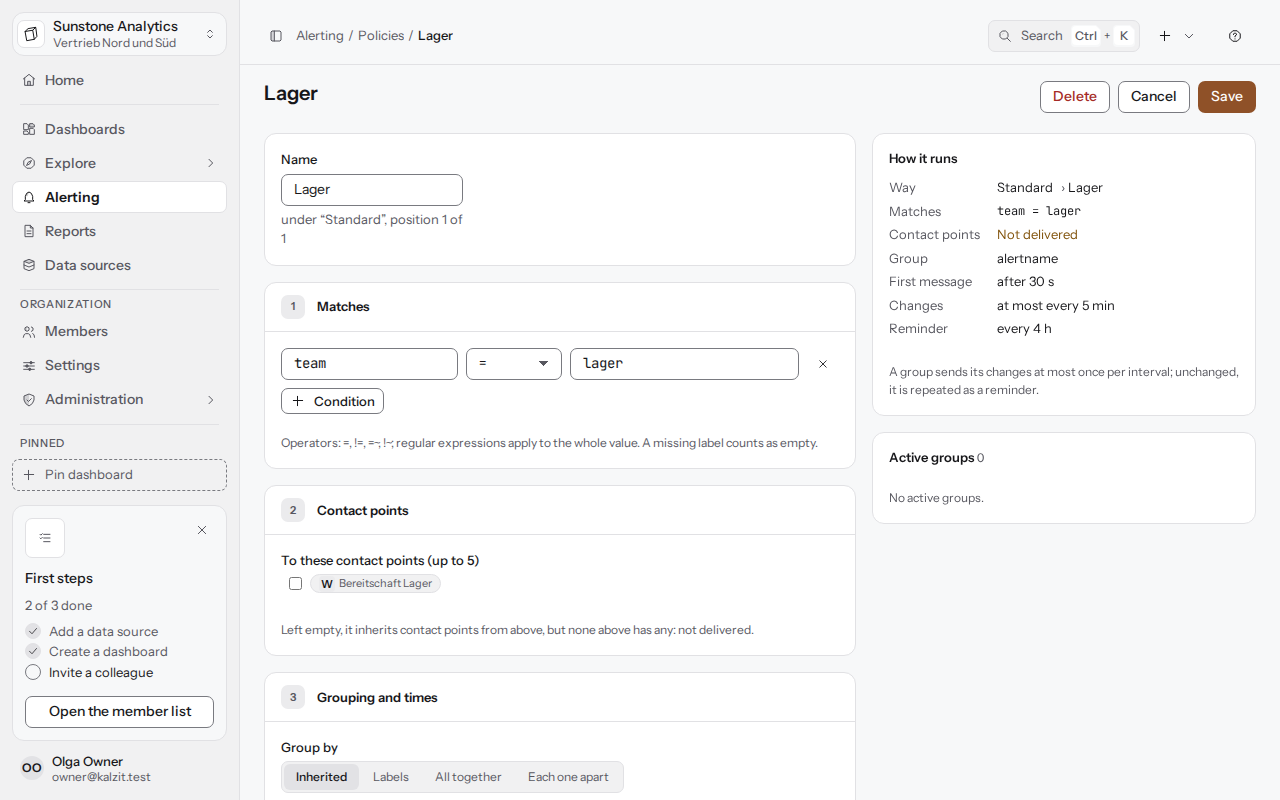 Sunstone Analytics
Vertrieb Nord und Süd
Home
Dashboards
Explore
Alerting
Reports
Data sources
ORGANIZATION
Members
Settings
Administration
PINNED
Pin dashboard
First steps
2 of 3 done
Add a data source
Create a dashboard
Invite a colleague
Open the member list
OO
Olga Owner
owner@kalzit.test
Alerting / Policies / Lager
Search Ctrl + K
Lager
Delete
Cancel
Save
Name
Lager
under “Standard”, position 1 of
1
1 Matches
team
=
lager
Condition
Operators: =, !=, =~, !~; regular expressions apply to the whole value. A missing label counts as empty.
2 Contact points
To these contact points (up to 5)
W Bereitschaft Lager
Left empty, it inherits contact points from above, but none above has any: not delivered.
3 Grouping and times
Group by
Inherited
Labels
All together
Each one apart
How it runs
Way Standard › Lager
Matches team = lager
Contact points Not delivered
Group alertname
First message after 30 s
Changes at most every 5 min
Reminder every 4 h
A group sends its changes at most once per interval; unchanged,
it is repeated as a reminder.
Active groups 0
No active groups.